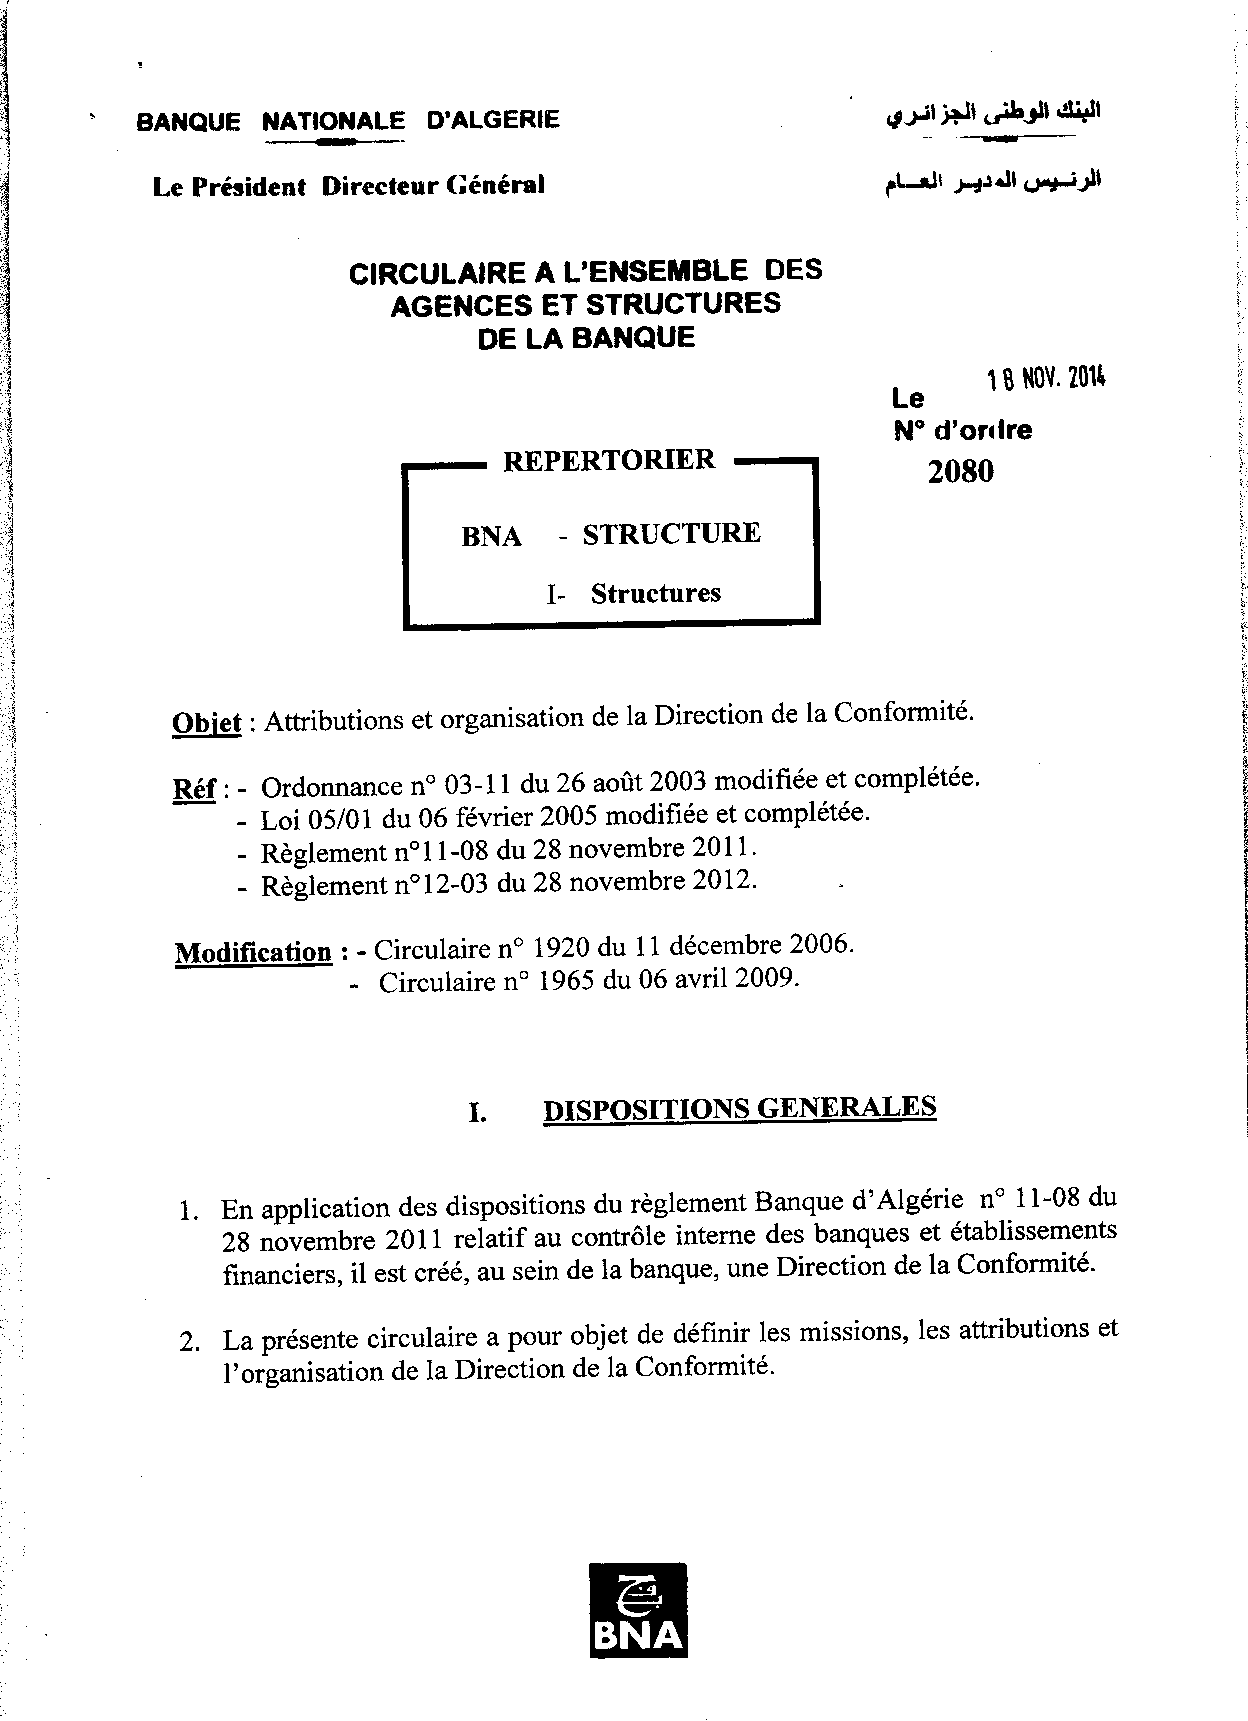 BANQUE NATIONALE D'ALGERIE
البنك الوطني الجزائري
Le Président Directeur Général
الرئيس المدير العام
CIRCULAIRE A L'ENSEMBLE DES
AGENCES ET STRUCTURES
DE LA BANQUE
18 NOV. 2014
Le
N° d'ordre
2080
REPERTORIER
BNA - STRUCTURE
I- Structures
Objet : Attributions et organisation de la Direction de la Conformité.
Réf : - Ordonnance n° 03-11 du 26 août 2003 modifiée et complétée.
- Loi 05/01 du 06 février 2005 modifiée et complétée.
- Règlement n°11-08 du 28 novembre 2011.
- Règlement n°12-03 du 28 novembre 2012.
Modification : - Circulaire n° 1920 du 11 décembre 2006.
- Circulaire n° 1965 du 06 avril 2009.
I. DISPOSITIONS GENERALES
1. En application des dispositions du règlement Banque d'Algérie n° 11-08 du
28 novembre 2011 relatif au contrôle interne des banques et établissements
financiers, il est créé, au sein de la banque, une Direction de la Conformité.
2. La présente circulaire a pour objet de définir les missions, les attributions et
l'organisation de la Direction de la Conformité.
BNA